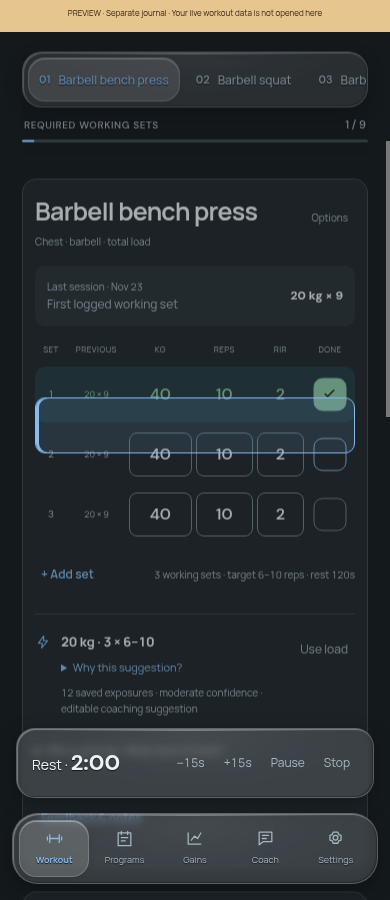 PREVIEW · Separate journal · Your live workout data is not opened here
01 Barbell bench press 02 Barbell squat 03 Barb
REQUIRED WORKING SETS 1 / 9
Barbell bench press
Options
Chest · barbell · total load
Last session · Nov 23
First logged working set
20 kg × 9
SET PREVIOUS KG REPS RIR DONE
1 20 × 9 40 10 2
2 20 × 9 40 10 2
3 20 × 9 40 10 2
+ Add set 3 working sets · target 6–10 reps · rest 120s
20 kg · 3 × 6–10
Use load
Why this suggestion?
12 saved exposures · moderate confidence ·
editable coaching suggestion
Rest · 2:00 −15s +15s Pause Stop
Workout Programs Gains Coach Settings